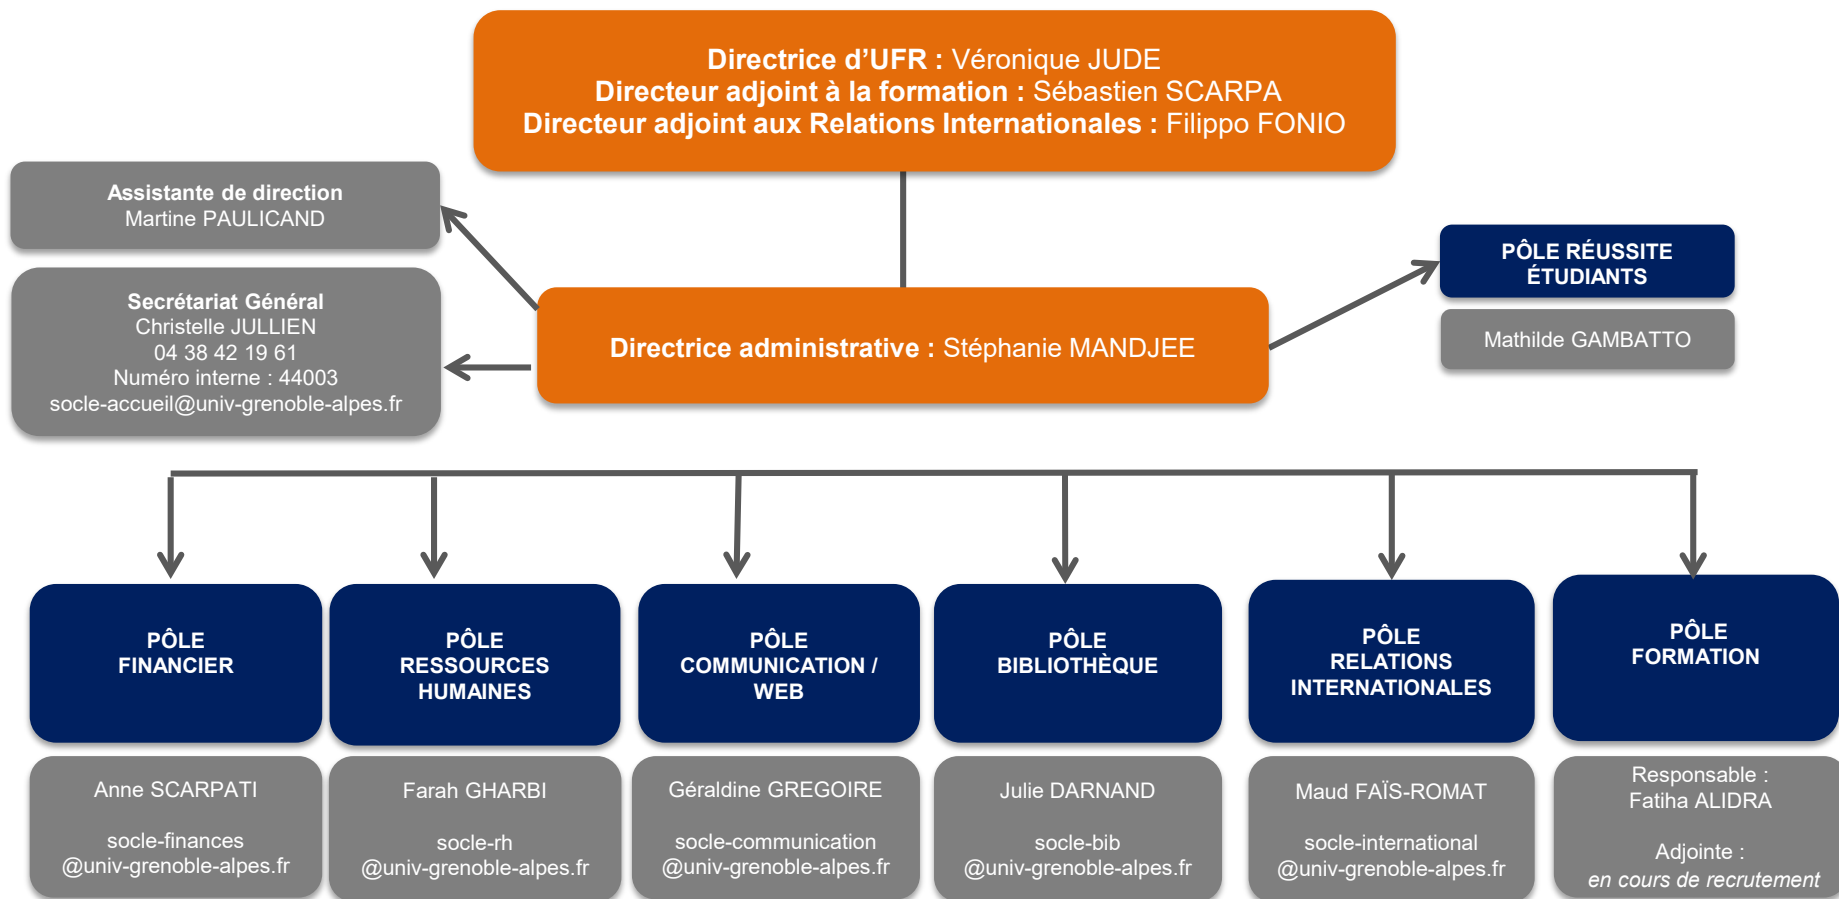 Directrice d’UFR : Véronique JUDE
Directeur adjoint à la formation : Sébastien SCARPA
Directeur adjoint aux Relations Internationales : Filippo FONIO
Assistante de direction
Martine PAULICAND
Secrétariat Général
Christelle JULLIEN
04 38 42 19 61
Numéro interne : 44003
socle-accueil@univ-grenoble-alpes.fr
Directrice administrative : Stéphanie MANDJEE
PÔLE RÉUSSITE
ÉTUDIANTS
Mathilde GAMBATTO
PÔLE
FINANCIER
Anne SCARPATI
socle-finances
@univ-grenoble-alpes.fr
PÔLE
RESSOURCES
HUMAINES
Farah GHARBI
socle-rh
@univ-grenoble-alpes.fr
PÔLE
COMMUNICATION /
WEB
Géraldine GREGOIRE
socle-communication
@univ-grenoble-alpes.fr
PÔLE
BIBLIOTHÈQUE
Julie DARNAND
socle-bib
@univ-grenoble-alpes.fr
PÔLE
RELATIONS
INTERNATIONALES
Maud FAÏS-ROMAT
socle-international
@univ-grenoble-alpes.fr
PÔLE
FORMATION
Responsable :
Fatiha ALIDRA
Adjointe :
en cours de recrutement